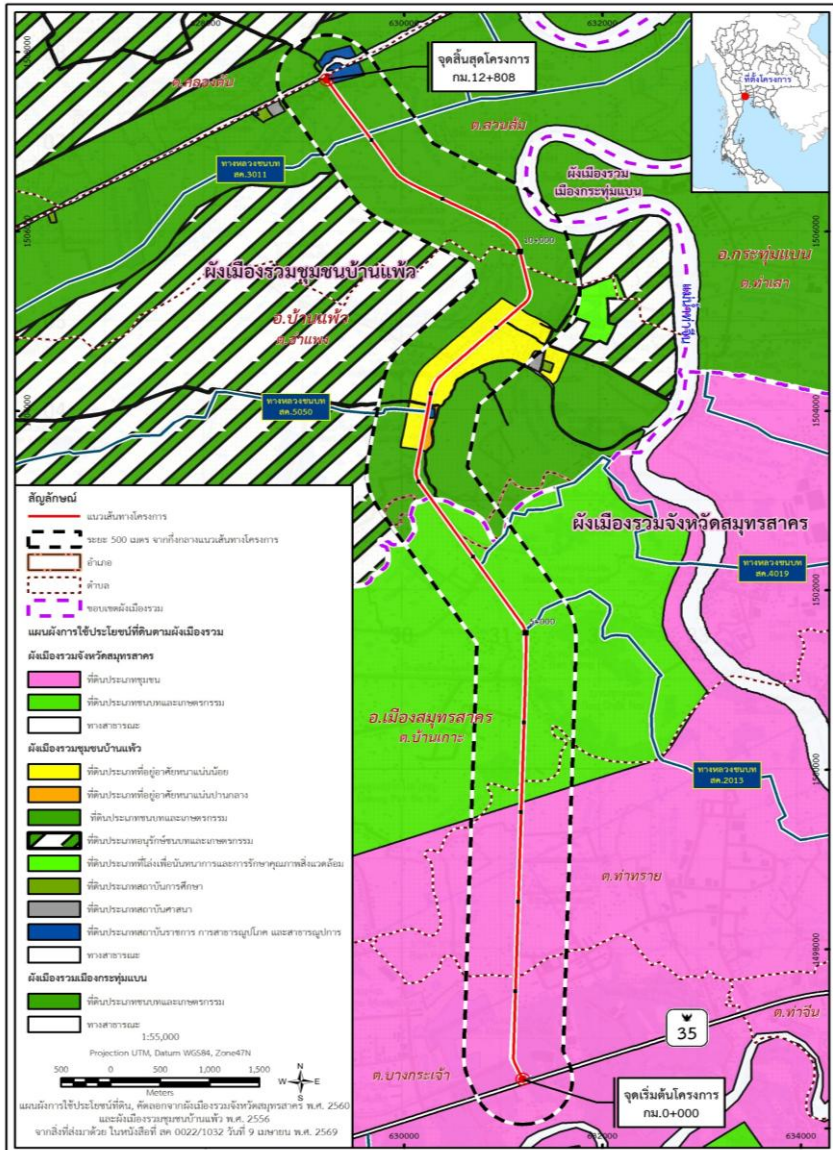 628000
630000
632000
จุดสิ้นสุดโครงการ
กม.12+808
ที่ตั้งโครงการ
ต.คลองตัน
ต.สวนส้ม
ทางหลวงชนบท
สค.3011
ผังเมืองรวม
เมืองกระทุ่มแบน
1506000
1506000
10+000
อ.กระทุ่มแบน
ต.ท่าเสา
ผังเมืองรวมชุมชนบ้านแพ้ว
แม่น้ำท่าจีน
อ.บ้านแพ้ว
ต.อำแพง
ทางหลวงชนบท
สค.5050
1504000
ผังเมืองรวมจังหวัดสมุทรสาคร
ทางหลวงชนบท
สค.4019
1502000
5+000
อ.เมืองสมุทรสาคร
ต.บ้านเกาะ
ทางหลวงชนบท
สค.2013
1500000
ต.ท่าทราย
1498000
ต.ท่าจีน
35
ต.บางกระเจ้า
จุดเริ่มต้นโครงการ
กม.0+000
630000
632000
634000
สัญลักษณ์
แนวเส้นทางโครงการ
ระยะ 500 เมตร จากกึ่งกลางแนวเส้นทางโครงการ
อำเภอ
ตำบล
ขอบเขตผังเมืองรวม
แผนผังการใช้ประโยชน์ที่ดินตามผังเมืองรวม
ผังเมืองรวมจังหวัดสมุทรสาคร
ที่ดินประเภทชุมชน
ที่ดินประเภทชนบทและเกษตรกรรม
ทางสาธารณะ
ผังเมืองรวมชุมชนบ้านแพ้ว
ที่ดินประเภทที่อยู่อาศัยหนาแน่นน้อย
ที่ดินประเภทที่อยู่อาศัยหนาแน่นปานกลาง
ที่ดินประเภทชนบทและเกษตรกรรม
ที่ดินประเภทอนุรักษ์ชนบทและเกษตรกรรม
ที่ดินประเภทที่โล่งเพื่อนันทนาการและการรักษาคุณภาพสิ่งแวดล้อม
ที่ดินประเภทสถาบันการศึกษา
ที่ดินประเภทสถาบันศาสนา
ที่ดินประเภทสถาบันราชการ การสาธารณูปโภค และสาธารณูปการ
ทางสาธารณะ
ผังเมืองรวมเมืองกระทุ่มแบน
ที่ดินประเภทชนบทและเกษตรกรรม
ทางสาธารณะ
1:55,000
Projection UTM, Datum WGS84, Zone47N
500 0 500 1,000 1,500
Meters
N
W E
S
แผนผังการใช้ประโยชน์ที่ดิน, คัดลอกจากผังเมืองรวมจังหวัดสมุทรสาคร พ.ศ. 2560
และผังเมืองรวมชุมชนบ้านแพ้ว พ.ศ. 2556
จากสิ่งที่ส่งมาด้วย ในหนังสือที่ สค 0022/1032 วันที่ 9 เมษายน พ.ศ. 2569